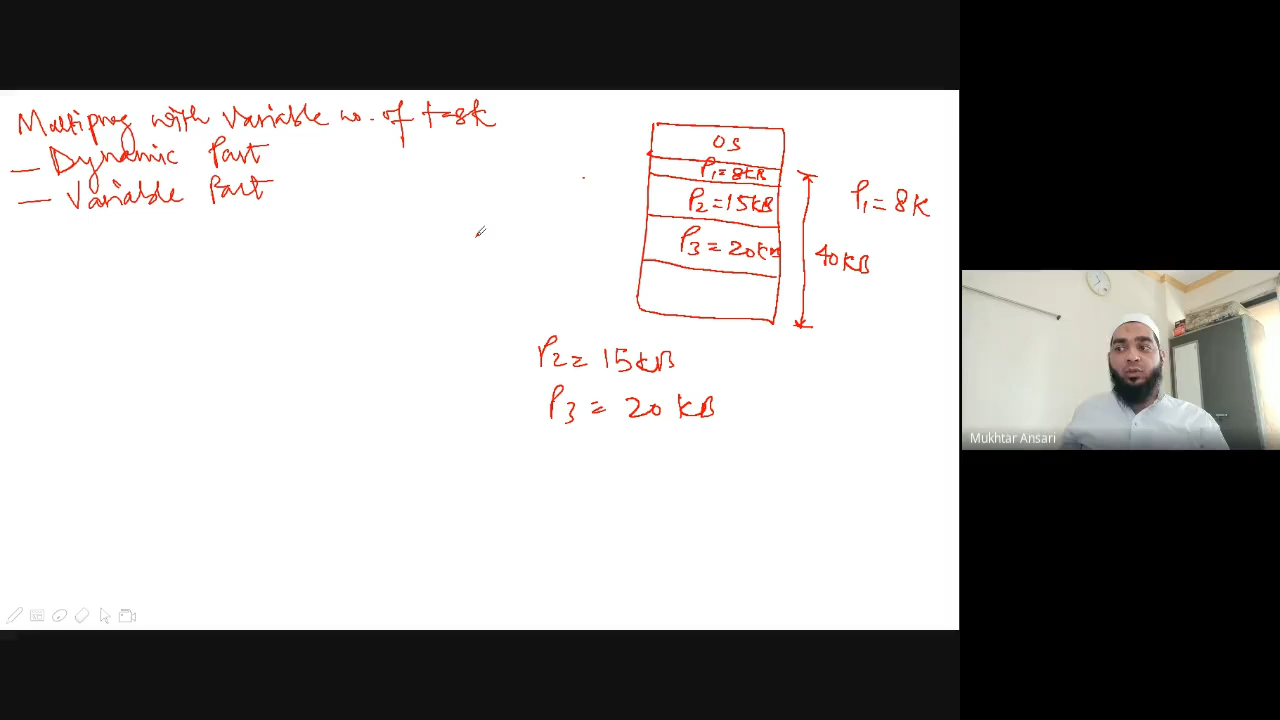 Multiprog with Variable no. of task
— Dynamic Part
— Variable Part
OS
P1 = 8KB
P2 = 15KB
P3 = 20KB
P1 = 8K
40KB
P2 = 15KB
P3 = 20 KB
Mukhtar Ansari